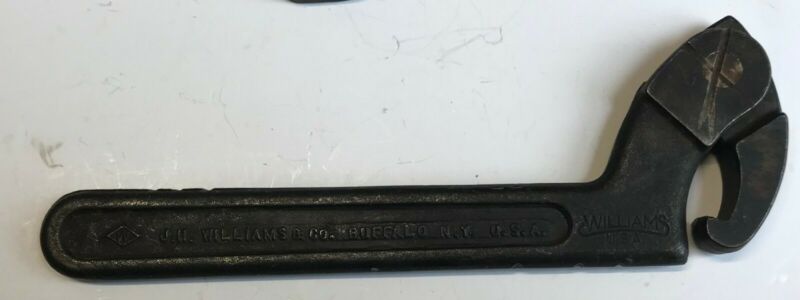 J.H. WILLIAMS & CO. BUFFALO N.Y. U.S.A.
WILLIAMS
U.S.A.